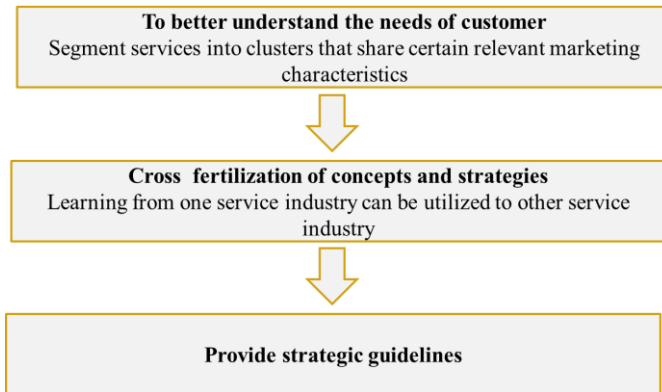 To better understand the needs of customer
Segment services into clusters that share certain relevant marketing
characteristics
Cross fertilization of concepts and strategies
Learning from one service industry can be utilized to other service
industry
Provide strategic guidelines